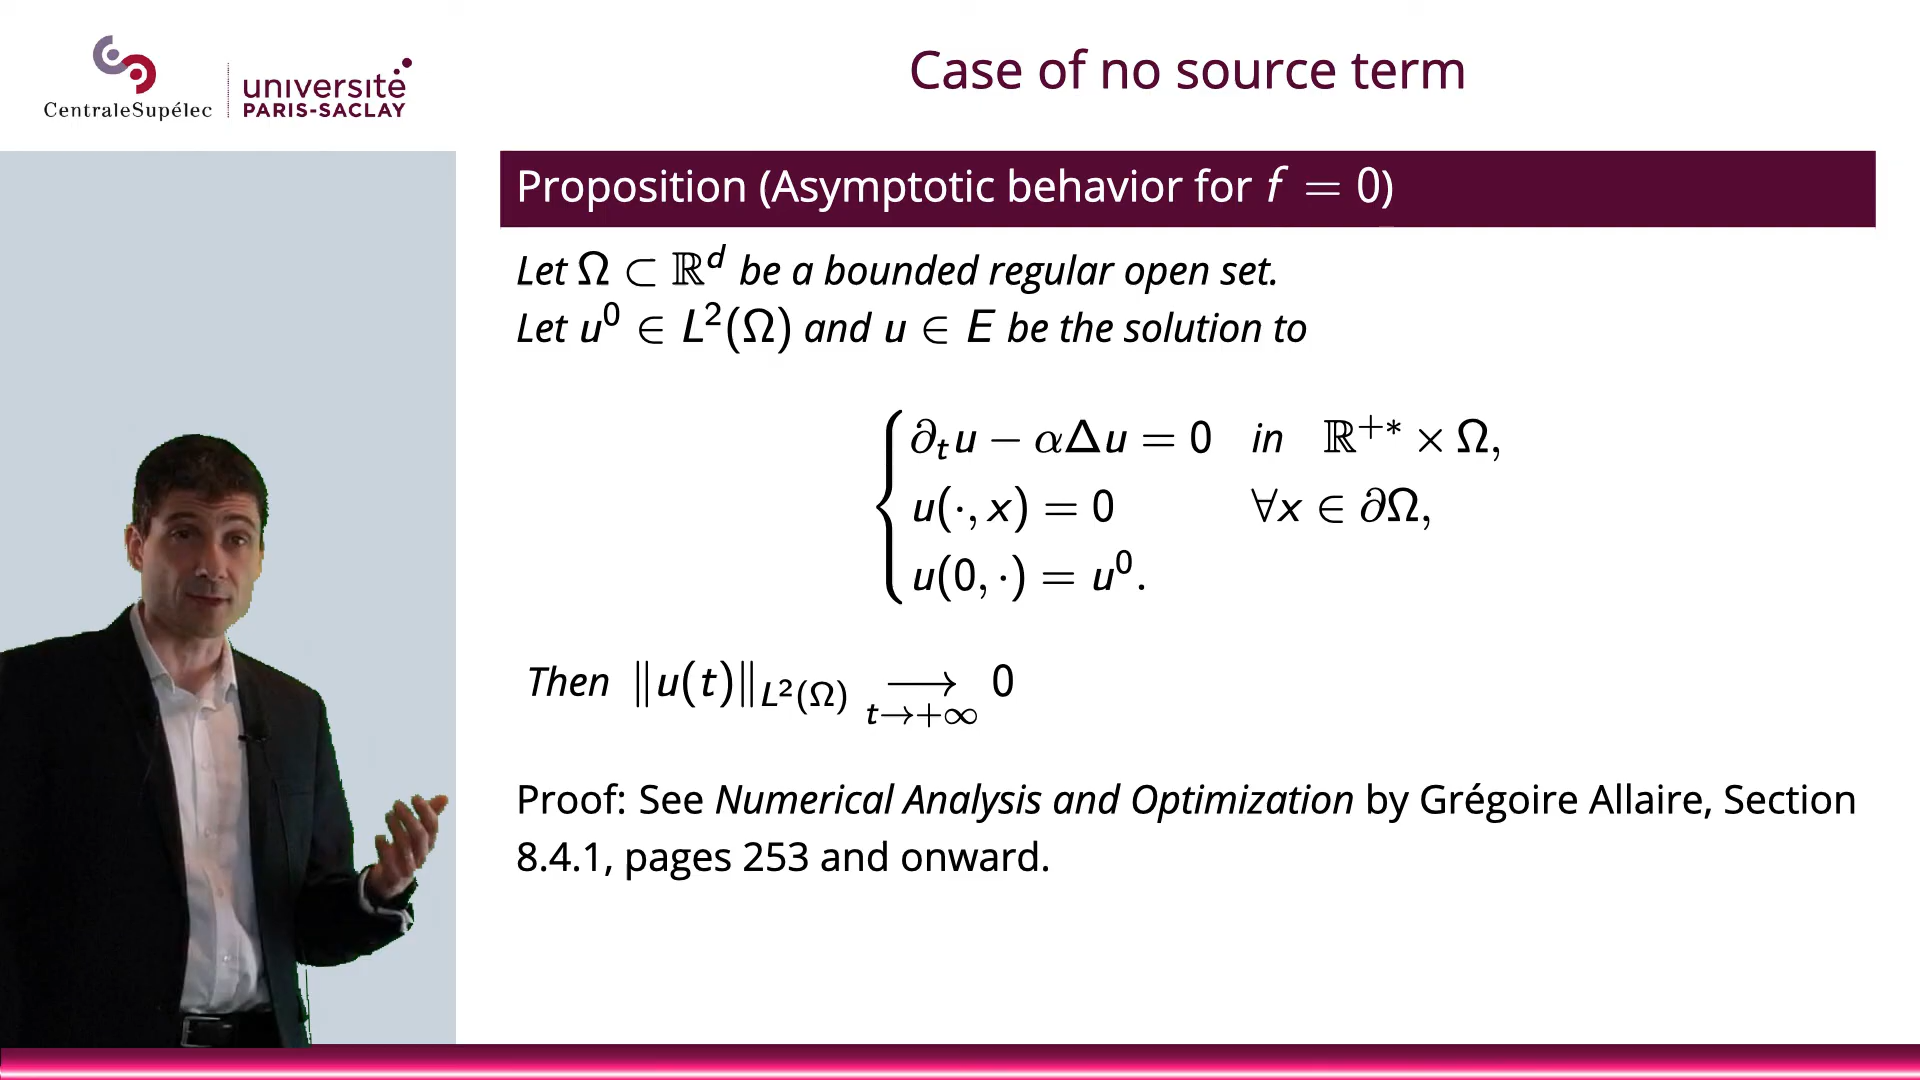 CentraleSupélec
université
PARIS-SACLAY
Case of no source term
Proposition (Asymptotic behavior for f = 0)
Let Ω ⊂ ℝᵈ be a bounded regular open set.
Let u⁰ ∈ L²(Ω) and u ∈ E be the solution to
∂ₜu − αΔu = 0 in ℝ⁺* × Ω,
u(·, x) = 0 ∀x ∈ ∂Ω,
u(0, ·) = u⁰.
Then ‖u(t)‖_{L²(Ω)} ⟶_{t→+∞} 0
Proof: See Numerical Analysis and Optimization by Grégoire Allaire, Section
8.4.1, pages 253 and onward.